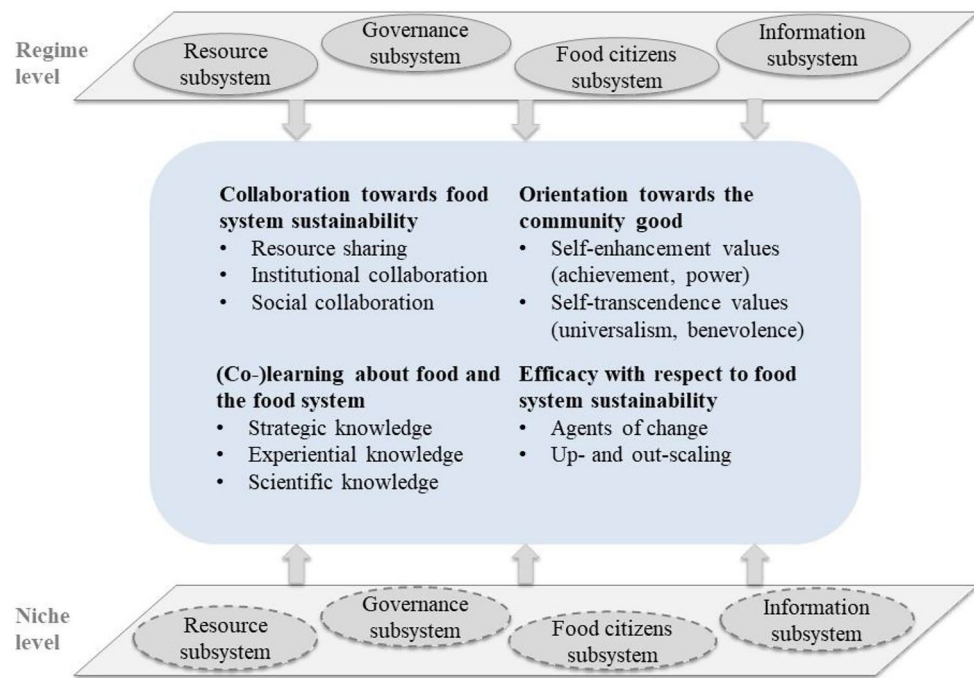 Regime
level
Resource
subsystem
Governance
subsystem
Food citizens
subsystem
Information
subsystem
Collaboration towards food
system sustainability
• Resource sharing
• Institutional collaboration
• Social collaboration
Orientation towards the
community good
• Self-enhancement values
(achievement, power)
• Self-transcendence values
(universalism, benevolence)
(Co-)learning about food and
the food system
• Strategic knowledge
• Experiential knowledge
• Scientific knowledge
Efficacy with respect to food
system sustainability
• Agents of change
• Up- and out-scaling
Niche
level
Resource
subsystem
Governance
subsystem
Food citizens
subsystem
Information
subsystem